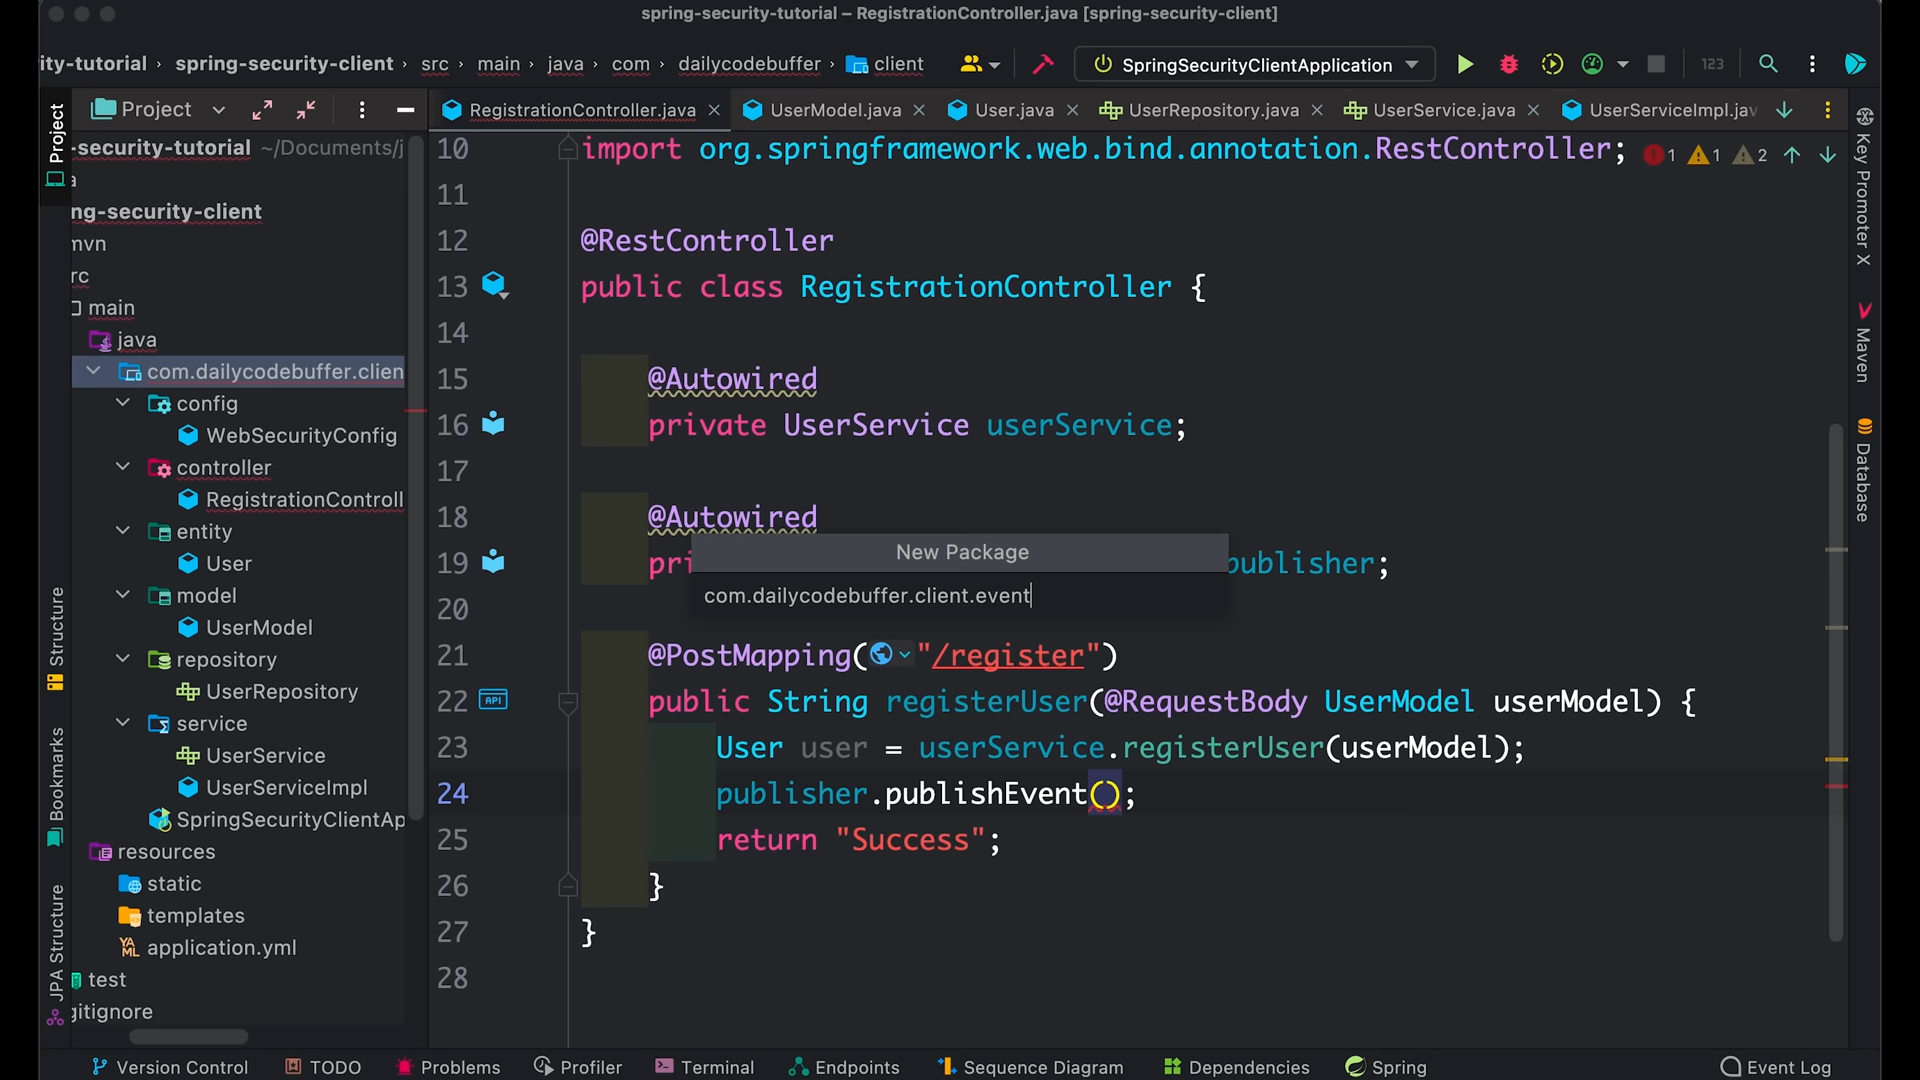 spring-security-tutorial – RegistrationController.java [spring-security-client]
ity-tutorial › spring-security-client › src › main › java › com › dailycodebuffer › client
SpringSecurityClientApplication
123
Project
RegistrationController.java
UserModel.java
User.java
UserRepository.java
UserService.java
UserServiceImpl.jav
Project
-security-tutorial ~/Documents/j
a
ng-security-client
mvn
rc
main
java
com.dailycodebuffer.clien
config
WebSecurityConfig
controller
RegistrationControll
entity
User
model
UserModel
repository
UserRepository
service
UserService
UserServiceImpl
SpringSecurityClientAp
resources
static
templates
application.yml
test
gitignore
Structure
Bookmarks
JPA Structure
10 import org.springframework.web.bind.annotation.RestController;
1 1 2
11
12 @RestController
13 public class RegistrationController {
14
15 @Autowired
16 private UserService userService;
17
18 @Autowired
19 pri publisher;
New Package
com.dailycodebuffer.client.event
20
21 @PostMapping("/register")
22 public String registerUser(@RequestBody UserModel userModel) {
API
23 User user = userService.registerUser(userModel);
24 publisher.publishEvent();
25 return "Success";
26 }
27 }
28
Key Promoter X
Maven
Database
Version Control
TODO
Problems
Profiler
Terminal
Endpoints
Sequence Diagram
Dependencies
Spring
Event Log